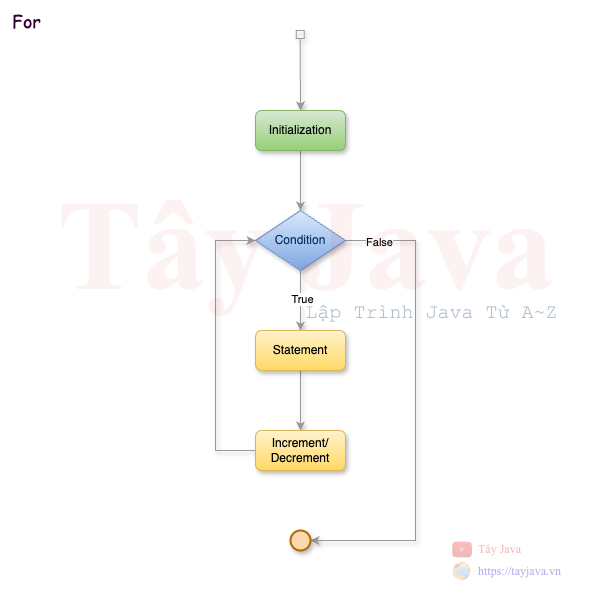 For
Initialization
Tây Java
Condition
False
True
Lập Trình Java Từ A~Z
Statement
Increment/
Decrement
Tây Java
https://tayjava.vn